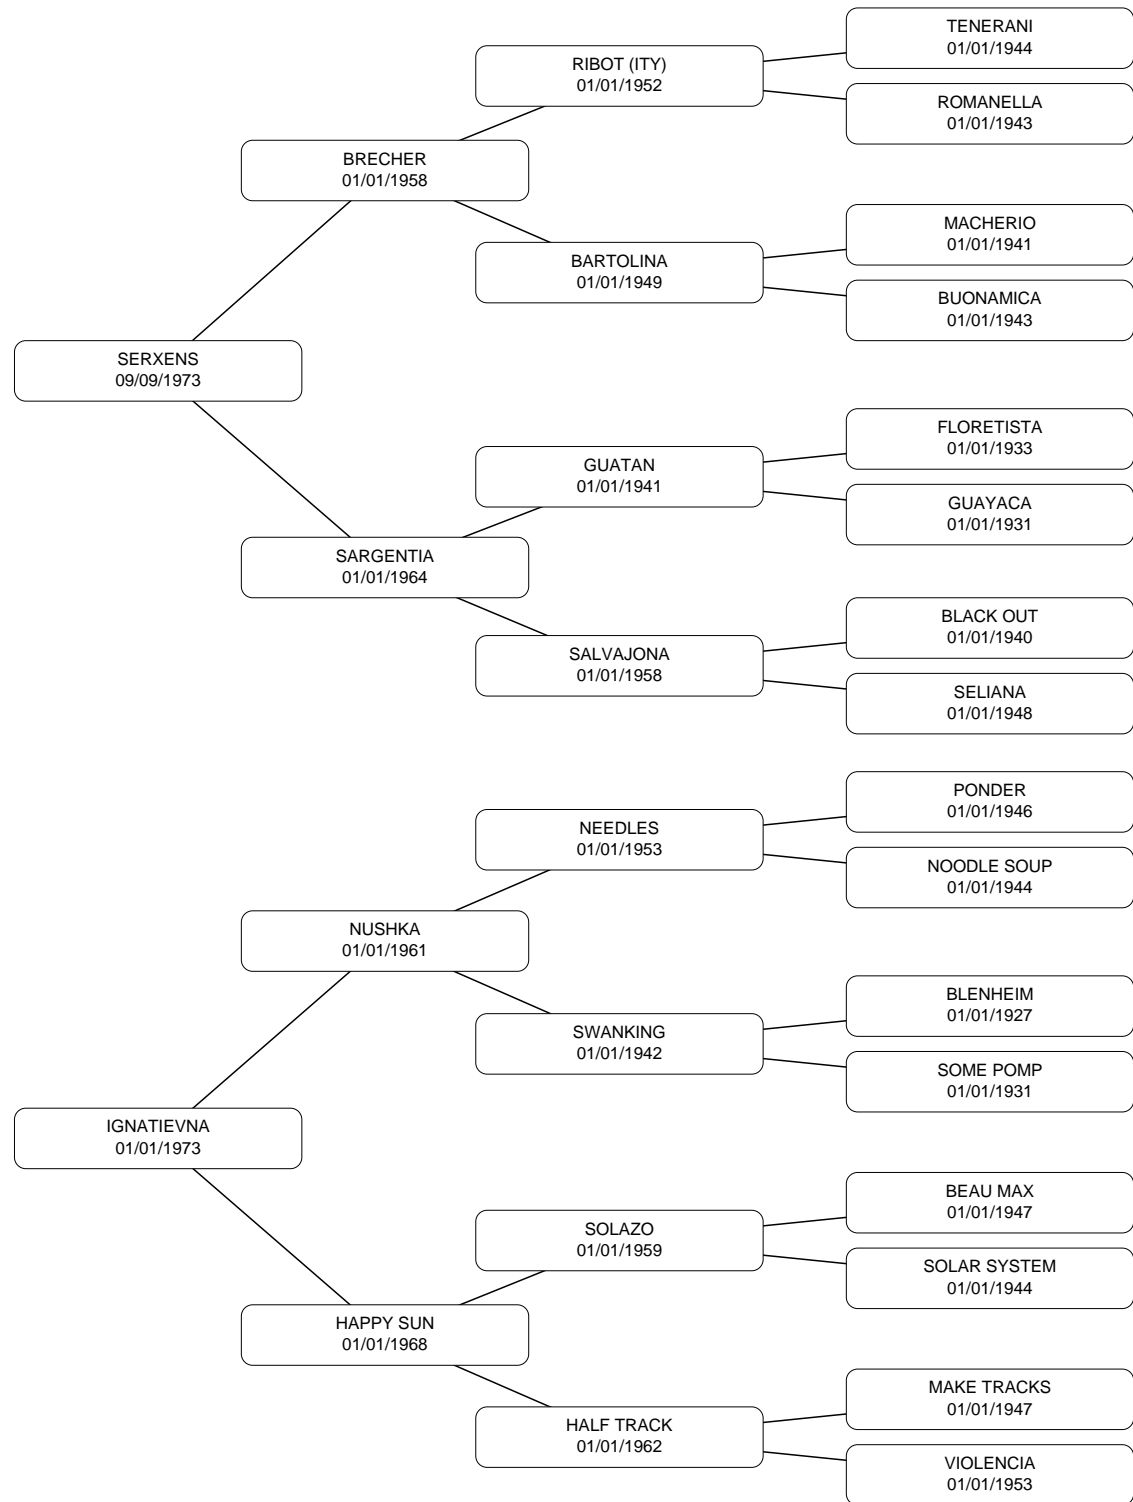 TENERANI
01/01/1944
RIBOT (ITY)
01/01/1952
ROMANELLA
01/01/1943
BRECHER
01/01/1958
MACHERIO
01/01/1941
BARTOLINA
01/01/1949
BUONAMICA
01/01/1943
SERXENS
09/09/1973
FLORETISTA
01/01/1933
GUATAN
01/01/1941
GUAYACA
01/01/1931
SARGENTIA
01/01/1964
BLACK OUT
01/01/1940
SALVAJONA
01/01/1958
SELIANA
01/01/1948
PONDER
01/01/1946
NEEDLES
01/01/1953
NOODLE SOUP
01/01/1944
NUSHKA
01/01/1961
BLENHEIM
01/01/1927
SWANKING
01/01/1942
SOME POMP
01/01/1931
IGNATIEVNA
01/01/1973
BEAU MAX
01/01/1947
SOLAZO
01/01/1959
SOLAR SYSTEM
01/01/1944
HAPPY SUN
01/01/1968
MAKE TRACKS
01/01/1947
HALF TRACK
01/01/1962
VIOLENCIA
01/01/1953